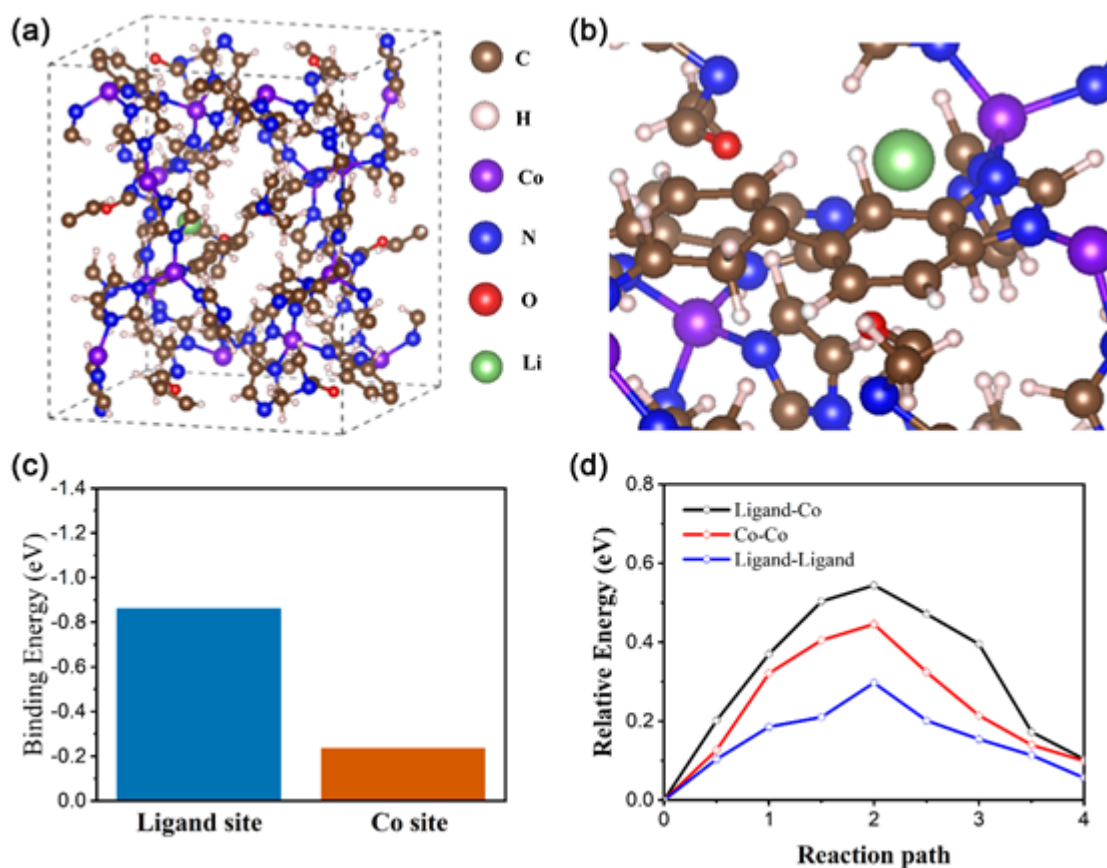 (a)
C
H
Co
N
O
Li
(b)
(c)
Binding Energy (eV)
-1.4
-1.2
-1.0
-0.8
-0.6
-0.4
-0.2
0.0
Ligand site
Co site
(d)
Relative Energy (eV)
0.8
0.6
0.4
0.2
0.0
Ligand-Co
Co-Co
Ligand-Ligand
0
1
2
3
4
Reaction path